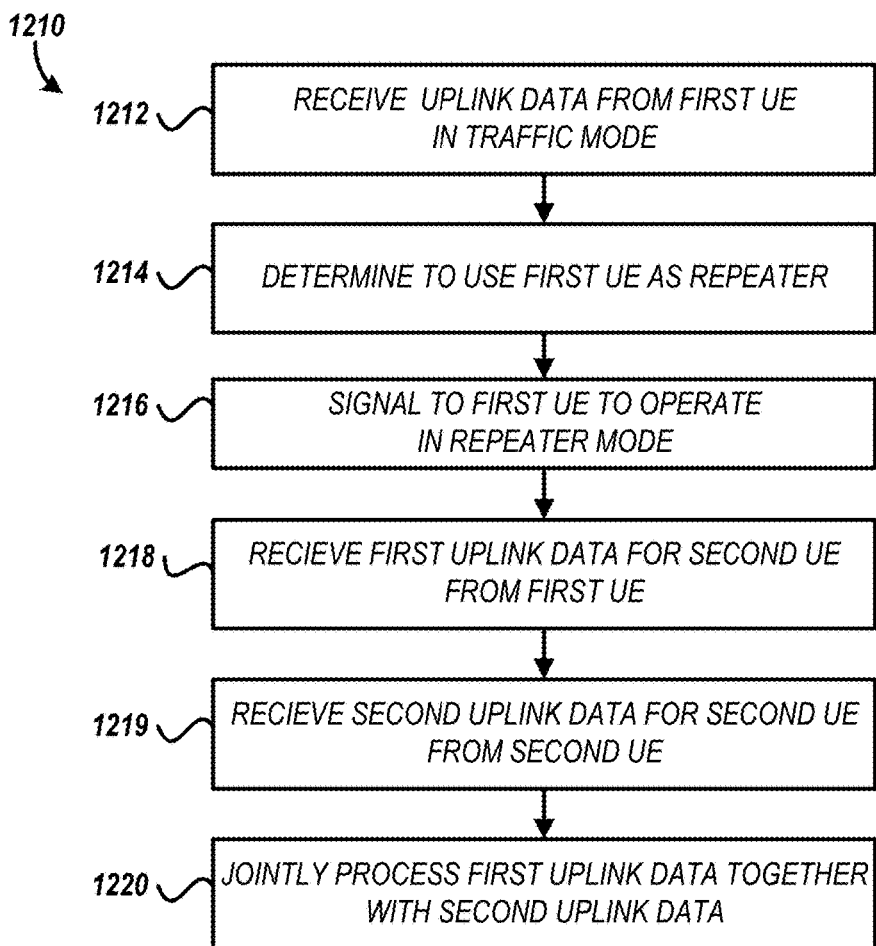 1210
1212
RECEIVE UPLINK DATA FROM FIRST UE
IN TRAFFIC MODE
1214
DETERMINE TO USE FIRST UE AS REPEATER
1216
SIGNAL TO FIRST UE TO OPERATE
IN REPEATER MODE
1218
RECIEVE FIRST UPLINK DATA FOR SECOND UE
FROM FIRST UE
1219
RECIEVE SECOND UPLINK DATA FOR SECOND UE
FROM SECOND UE
1220
JOINTLY PROCESS FIRST UPLINK DATA TOGETHER
WITH SECOND UPLINK DATA